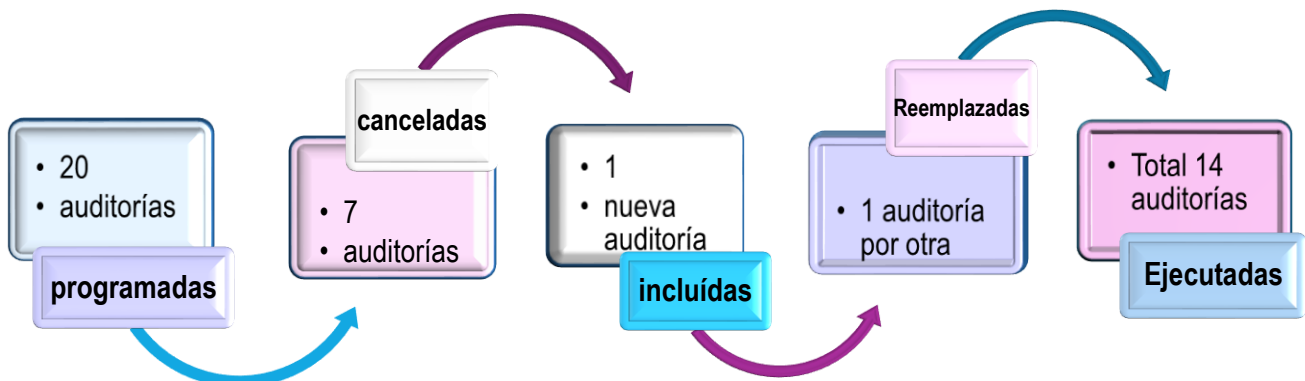 • 20
• auditorías
programadas
canceladas
• 7
• auditorías
• 1
• nueva
auditoría
incluídas
Reemplazadas
• 1 auditoría
por otra
• Total 14
auditorías
Ejecutadas